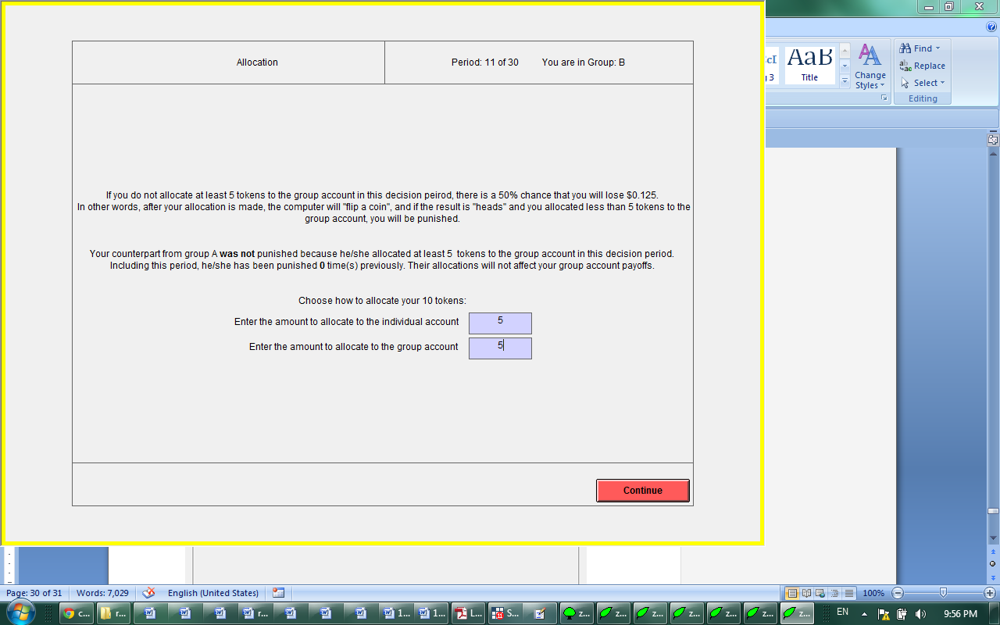 Allocation
Period: 11 of 30 You are in Group: B
If you do not allocate at least 5 tokens to the group account in this decision peirod, there is a 50% chance that you will lose $0.125.
In other words, after your allocation is made, the computer will "flip a coin", and if the result is "heads" and you allocated less than 5 tokens to the
group account, you will be punished.
Your counterpart from group A was not punished because he/she allocated at least 5 tokens to the group account in this decision period.
Including this period, he/she has been punished 0 time(s) previously. Their allocations will not affect your group account payoffs.
Choose how to allocate your 10 tokens:
Enter the amount to allocate to the individual account 5
Enter the amount to allocate to the group account 5
Continue
AaB
3 Title
Change
Styles
Find
Replace
Select
Editing
Page: 30 of 31 Words: 7,029 English (United States) 100%
c... r... r... 1... 1... L... S... z... z... z... z... z... z... z... EN 9:56 PM